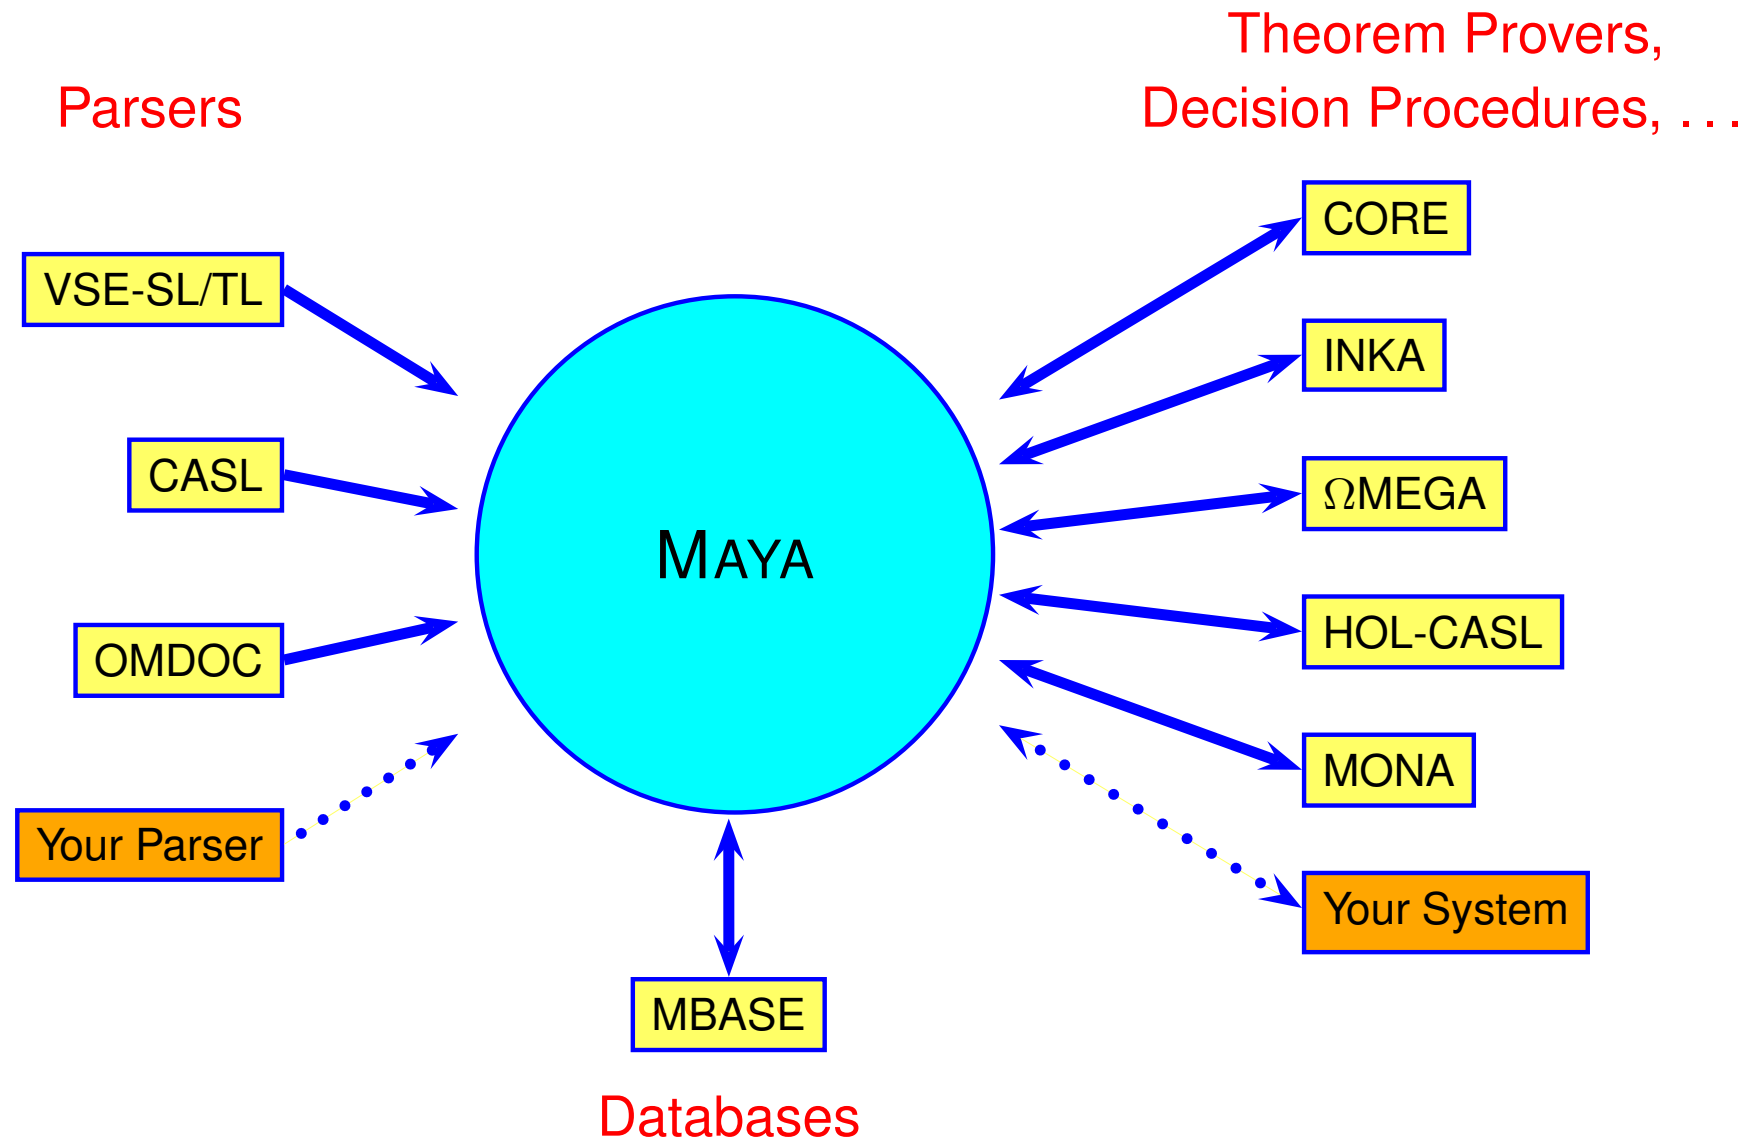 Theorem Provers,
Parsers
Decision Procedures, . . .
CORE
VSE-SL/TL
INKA
CASL
ΩMEGA
MAYA
HOL-CASL
OMDOC
MONA
Your Parser
Your System
MBASE
Databases